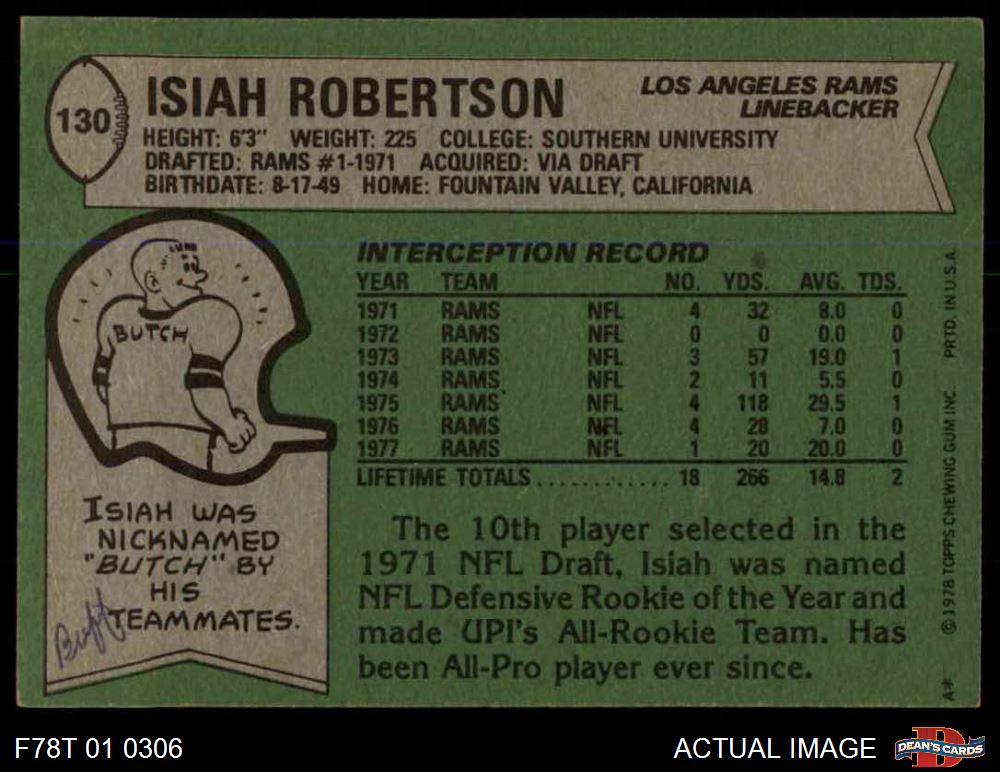 130
ISIAH ROBERTSON
LOS ANGELES RAMS
LINEBACKER
HEIGHT: 6'3" WEIGHT: 225 COLLEGE: SOUTHERN UNIVERSITY
DRAFTED: RAMS #1-1971 ACQUIRED: VIA DRAFT
BIRTHDATE: 8-17-49 HOME: FOUNTAIN VALLEY, CALIFORNIA
BUTCH
ISIAH WAS
NICKNAMED
"BUTCH" BY
HIS
TEAMMATES.
INTERCEPTION RECORD
YEAR TEAM NO. YDS. AVG. TDS.
1971 RAMS NFL 4 32 8.0 0
1972 RAMS NFL 0 0 0.0 0
1973 RAMS NFL 3 57 19.0 1
1974 RAMS NFL 2 11 5.5 0
1975 RAMS NFL 4 118 29.5 1
1976 RAMS NFL 4 28 7.0 0
1977 RAMS NFL 1 20 20.0 0
LIFETIME TOTALS............ 18 266 14.8 2
The 10th player selected in the
1971 NFL Draft, Isiah was named
NFL Defensive Rookie of the Year and
made UPI's All-Rookie Team. Has
been All-Pro player ever since.
A* © 1978 TOPPS CHEWING GUM INC. PRTD. IN U.S.A.
F78T 01 0306
ACTUAL IMAGE
DEAN'S CARDS